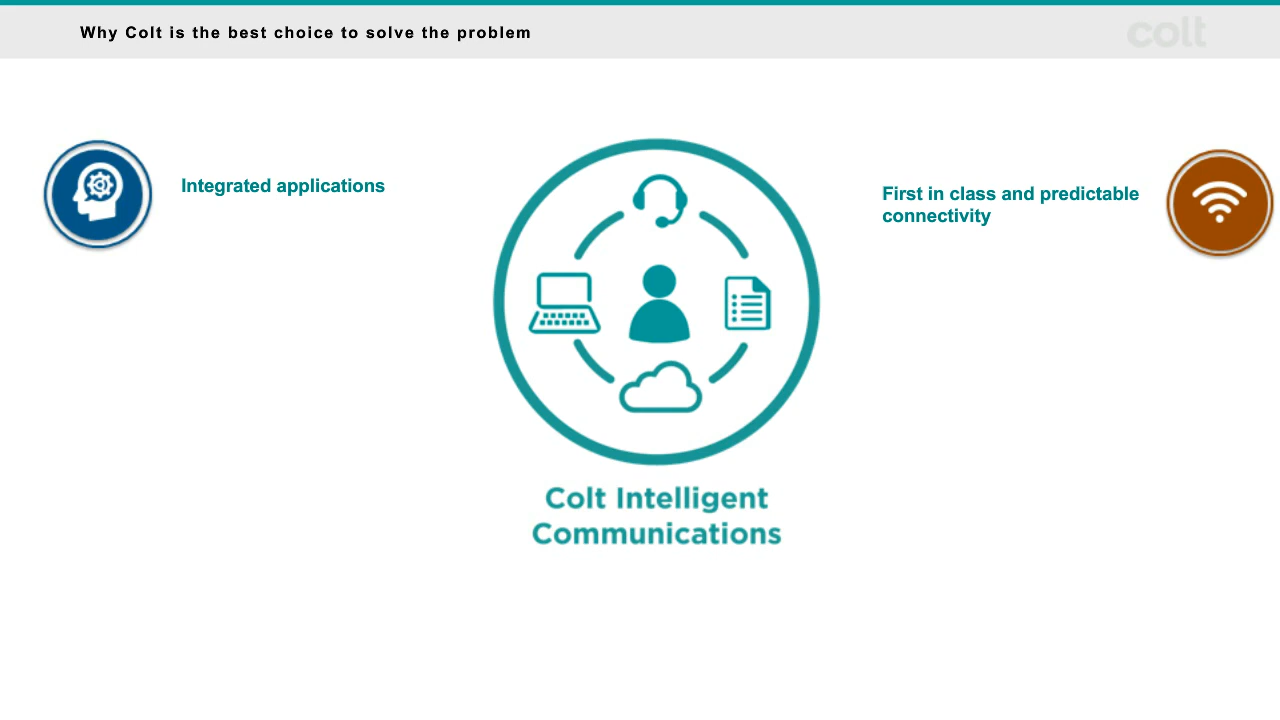 Why Colt is the best choice to solve the problem
colt
Integrated applications
First in class and predictable
connectivity
Colt Intelligent
Communications